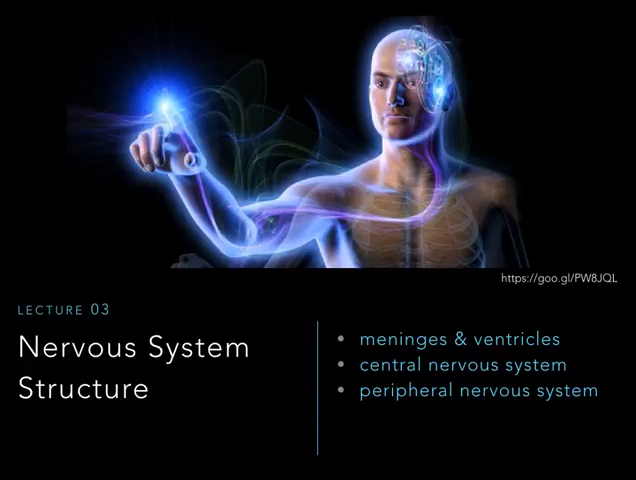 https://goo.gl/PW8JQL
LECTURE 03
Nervous System
Structure
• meninges & ventricles
• central nervous system
• peripheral nervous system